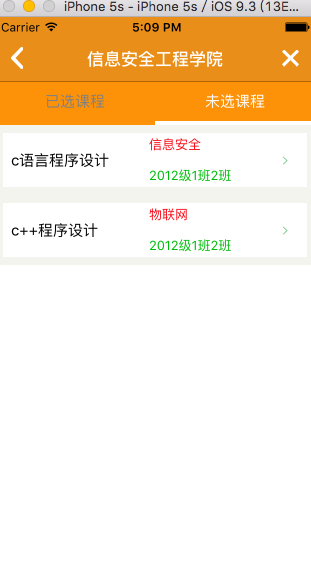 iPhone 5s - iPhone 5s / iOS 9.3 (13E...
Carrier 5:09 PM
信息安全工程学院
已选课程 未选课程
信息安全
c语言程序设计
2012级1班2班
物联网
c++程序设计
2012级1班2班